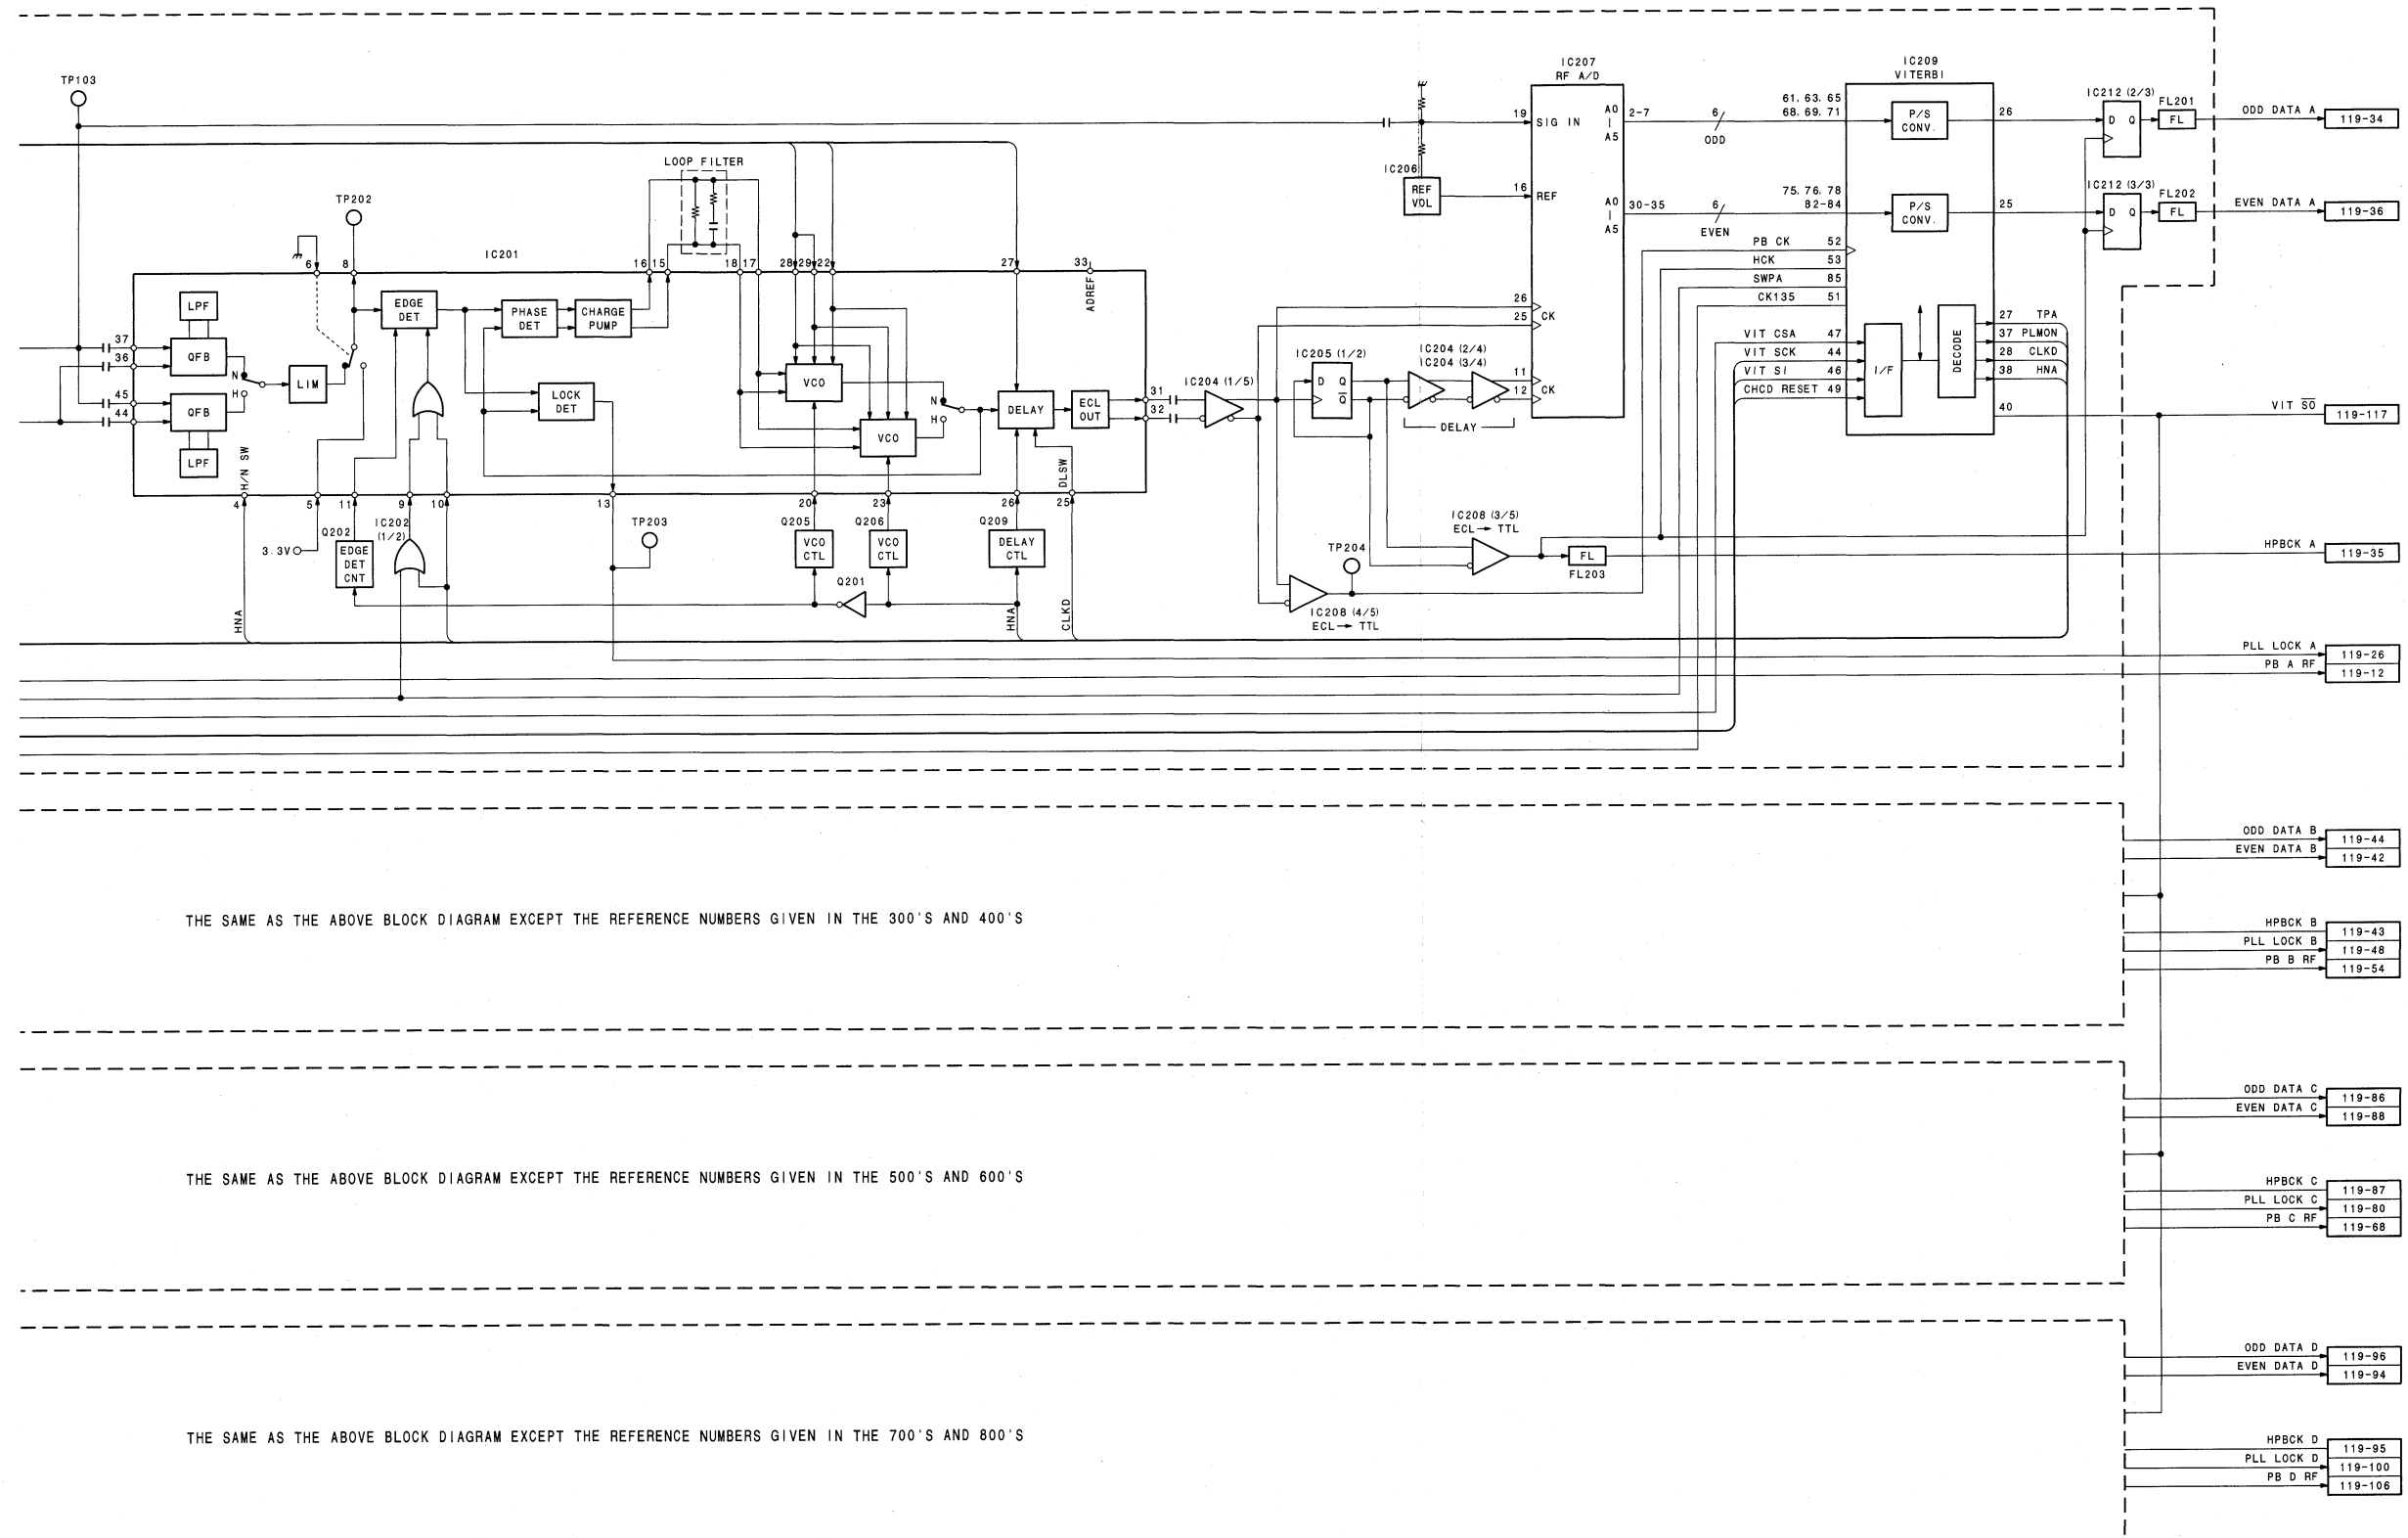 TP103
IC207
RF A/D
IC209
VITERBI
IC212 (2/3)
FL201
ODD DATA A
119-34
19
SIG IN
A0
|
A5
2-7
6
ODD
61. 63. 65
68. 69. 71
P/S
CONV.
26
D Q
FL
LOOP FILTER
IC206
REF
VOL
16
REF
A0
|
A5
30-35
6
EVEN
75. 76. 78
82-84
P/S
CONV.
25
IC212 (3/3)
D Q
FL202
FL
EVEN DATA A
119-36
TP202
IC201
6
8
16
15
18
17
28
29
22
27
33
ADREF
PB CK
52
HCK
53
SWPA
85
CK135
51
LPF
EDGE
DET
PHASE
DET
CHARGE
PUMP
26
25
CK
37
36
QFB
N
H
LIM
45
44
QFB
LPF
LOCK
DET
VCO
VCO
N
H
DELAY
ECL
OUT
31
32
IC204 (1/5)
IC205 (1/2)
D Q
Q̅
IC204 (2/4)
IC204 (3/4)
11
12
CK
DELAY
VIT CSA
47
VIT SCK
44
VIT SI
46
CHCD RESET
49
I/F
DECODE
27
TPA
37
PLMON
28
CLKD
38
HNA
40
VIT S̅O̅
119-117
H/N SW
DLSW
4
5
11
9
10
13
20
23
26
25
3.3V
Q202
EDGE
DET
CNT
IC202
(1/2)
TP203
Q205
VCO
CTL
Q206
VCO
CTL
Q209
DELAY
CTL
Q201
HNA
HNA
CLKD
IC208 (3/5)
ECL→TTL
FL
FL203
TP204
IC208 (4/5)
ECL→TTL
HPBCK A
119-35
PLL LOCK A
119-26
PB A RF
119-12
THE SAME AS THE ABOVE BLOCK DIAGRAM EXCEPT THE REFERENCE NUMBERS GIVEN IN THE 300'S AND 400'S
ODD DATA B
119-44
EVEN DATA B
119-42
HPBCK B
119-43
PLL LOCK B
119-48
PB B RF
119-54
THE SAME AS THE ABOVE BLOCK DIAGRAM EXCEPT THE REFERENCE NUMBERS GIVEN IN THE 500'S AND 600'S
ODD DATA C
119-86
EVEN DATA C
119-88
HPBCK C
119-87
PLL LOCK C
119-80
PB C RF
119-68
THE SAME AS THE ABOVE BLOCK DIAGRAM EXCEPT THE REFERENCE NUMBERS GIVEN IN THE 700'S AND 800'S
ODD DATA D
119-96
EVEN DATA D
119-94
HPBCK D
119-95
PLL LOCK D
119-100
PB D RF
119-106